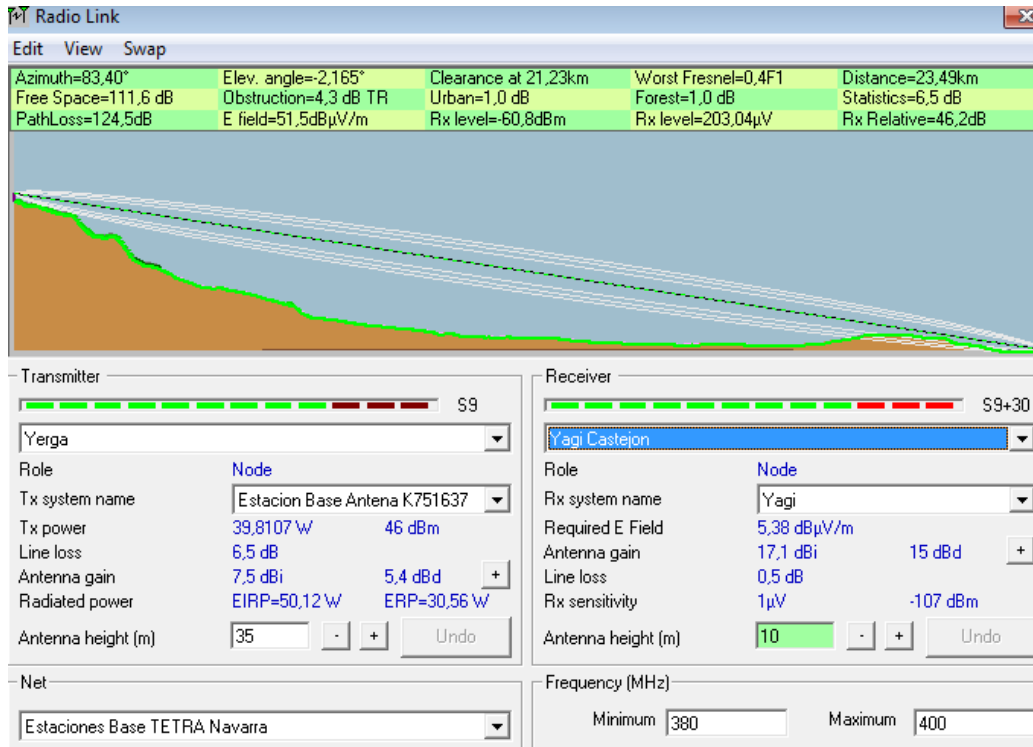 Radio Link
Edit View Swap
Azimuth=83,40° Elev. angle=-2,165° Clearance at 21,23km Worst Fresnel=0,4F1 Distance=23,49km
Free Space=111,6 dB Obstruction=4,3 dB TR Urban=1,0 dB Forest=1,0 dB Statistics=6,5 dB
PathLoss=124,5dB E field=51,5dBµV/m Rx level=-60,8dBm Rx level=203,04µV Rx Relative=46,2dB
Transmitter
S9
Yerga
Role Node
Tx system name Estacion Base Antena K751637
Tx power 39,8107 W 46 dBm
Line loss 6,5 dB
Antenna gain 7,5 dBi 5,4 dBd +
Radiated power EIRP=50,12 W ERP=30,56 W
Antenna height (m) 35 - + Undo
Net
Estaciones Base TETRA Navarra
Receiver
S9+30
Yagi Castejon
Role Node
Rx system name Yagi
Required E Field 5,38 dBµV/m
Antenna gain 17,1 dBi 15 dBd +
Line loss 0,5 dB
Rx sensitivity 1µV -107 dBm
Antenna height (m) 10 - + Undo
Frequency (MHz)
Minimum 380 Maximum 400